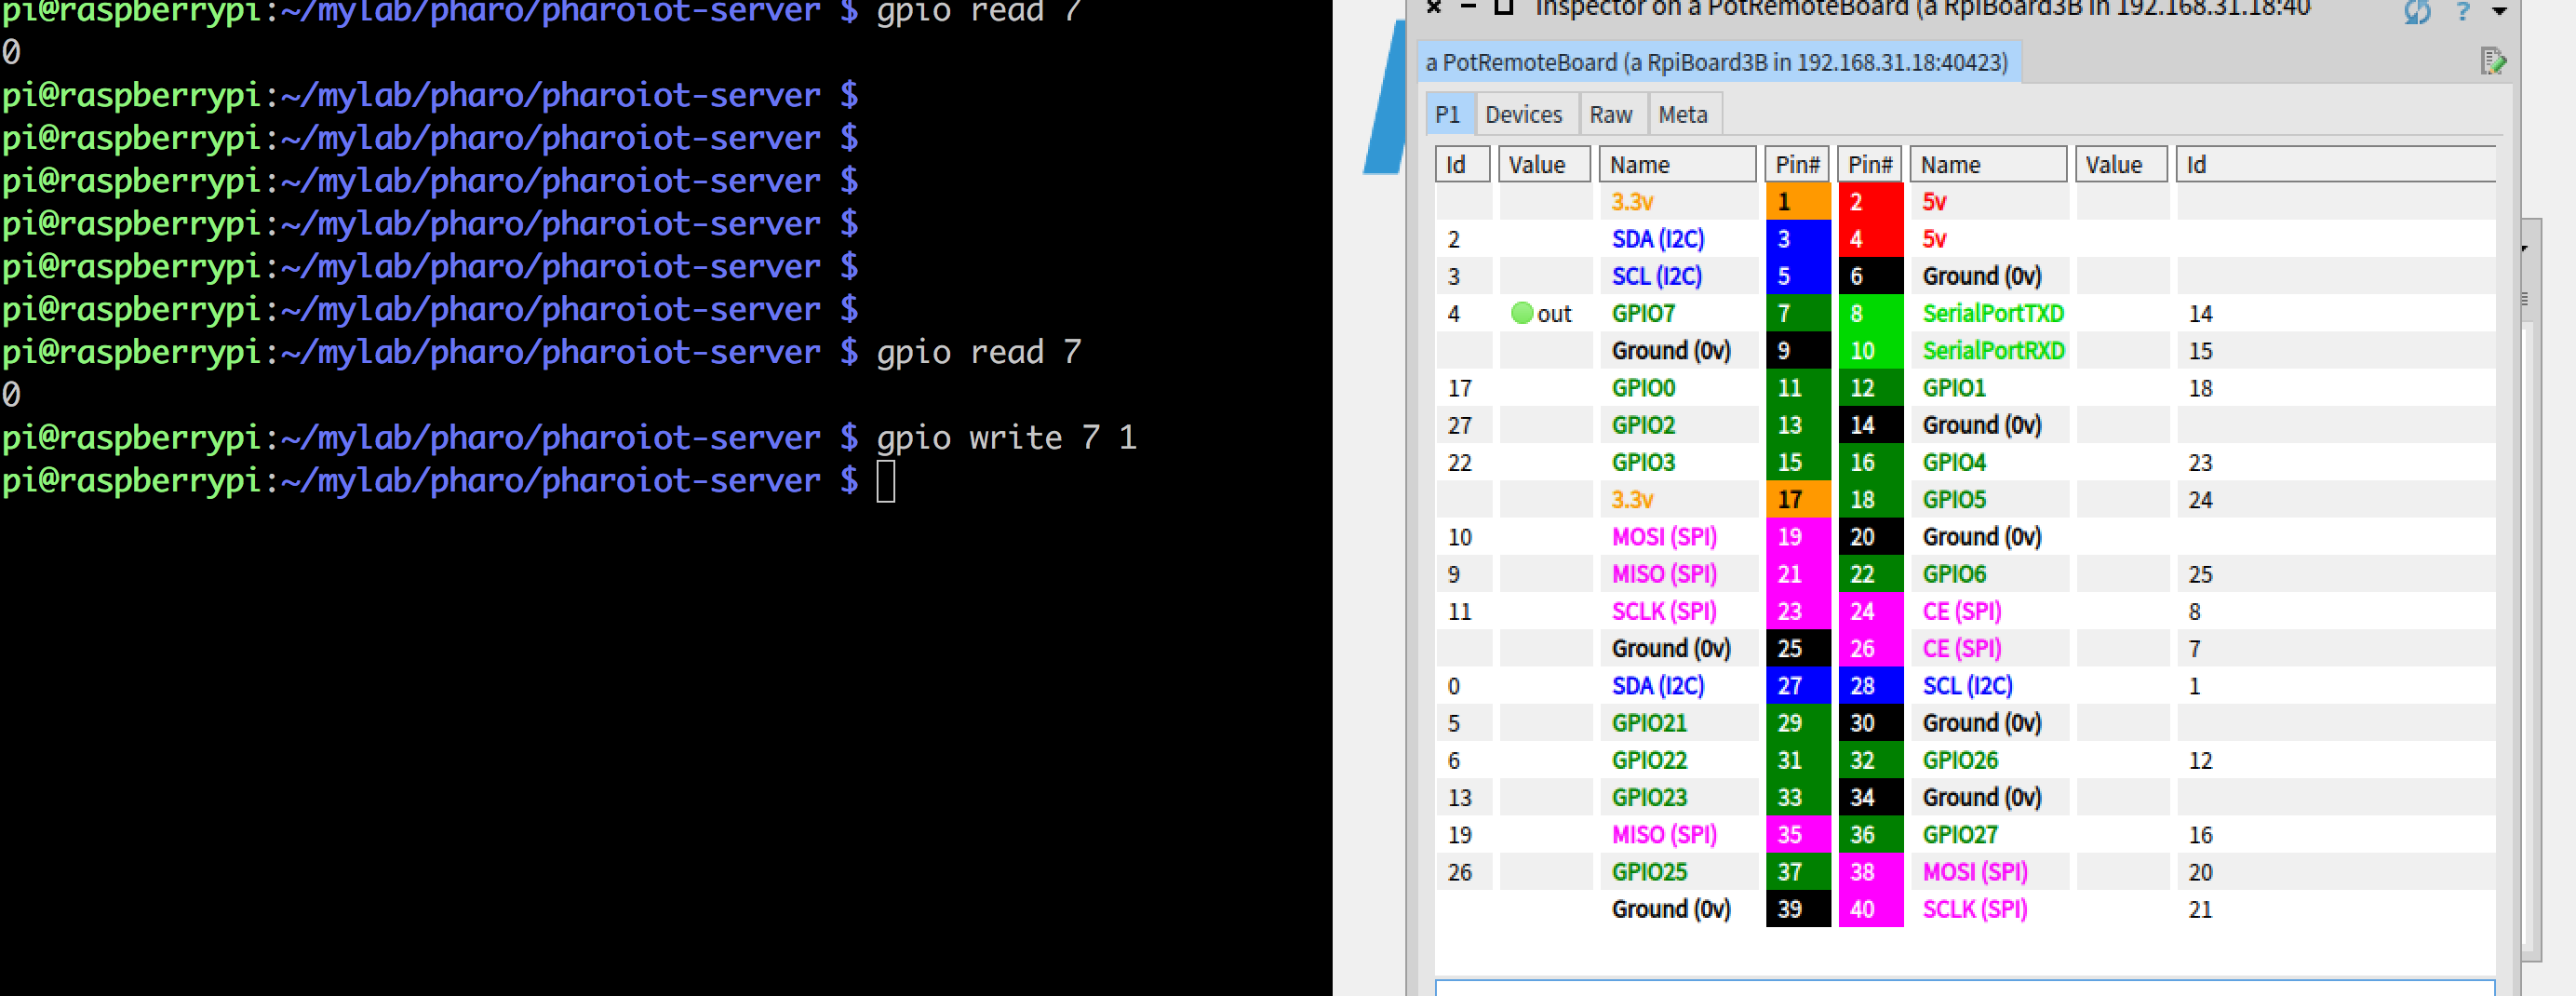 pi@raspberrypi:~/mylab/pharo/pharoiot-server $ gpio read 7
0
pi@raspberrypi:~/mylab/pharo/pharoiot-server $
pi@raspberrypi:~/mylab/pharo/pharoiot-server $
pi@raspberrypi:~/mylab/pharo/pharoiot-server $
pi@raspberrypi:~/mylab/pharo/pharoiot-server $
pi@raspberrypi:~/mylab/pharo/pharoiot-server $
pi@raspberrypi:~/mylab/pharo/pharoiot-server $
pi@raspberrypi:~/mylab/pharo/pharoiot-server $ gpio read 7
0
pi@raspberrypi:~/mylab/pharo/pharoiot-server $ gpio write 7 1
pi@raspberrypi:~/mylab/pharo/pharoiot-server $
Inspector on a PotRemoteBoard (a RpiBoard3B in 192.168.31.18:40
?
a PotRemoteBoard (a RpiBoard3B in 192.168.31.18:40423)
P1 Devices Raw Meta
Id Value Name Pin# Pin# Name Value Id
3.3v 1 2 5v
2 SDA (I2C) 3 4 5v
3 SCL (I2C) 5 6 Ground (0v)
4 out GPIO7 7 8 SerialPortTXD 14
Ground (0v) 9 10 SerialPortRXD 15
17 GPIO0 11 12 GPIO1 18
27 GPIO2 13 14 Ground (0v)
22 GPIO3 15 16 GPIO4 23
3.3v 17 18 GPIO5 24
10 MOSI (SPI) 19 20 Ground (0v)
9 MISO (SPI) 21 22 GPIO6 25
11 SCLK (SPI) 23 24 CE (SPI) 8
Ground (0v) 25 26 CE (SPI) 7
0 SDA (I2C) 27 28 SCL (I2C) 1
5 GPIO21 29 30 Ground (0v)
6 GPIO22 31 32 GPIO26 12
13 GPIO23 33 34 Ground (0v)
19 MISO (SPI) 35 36 GPIO27 16
26 GPIO25 37 38 MOSI (SPI) 20
Ground (0v) 39 40 SCLK (SPI) 21